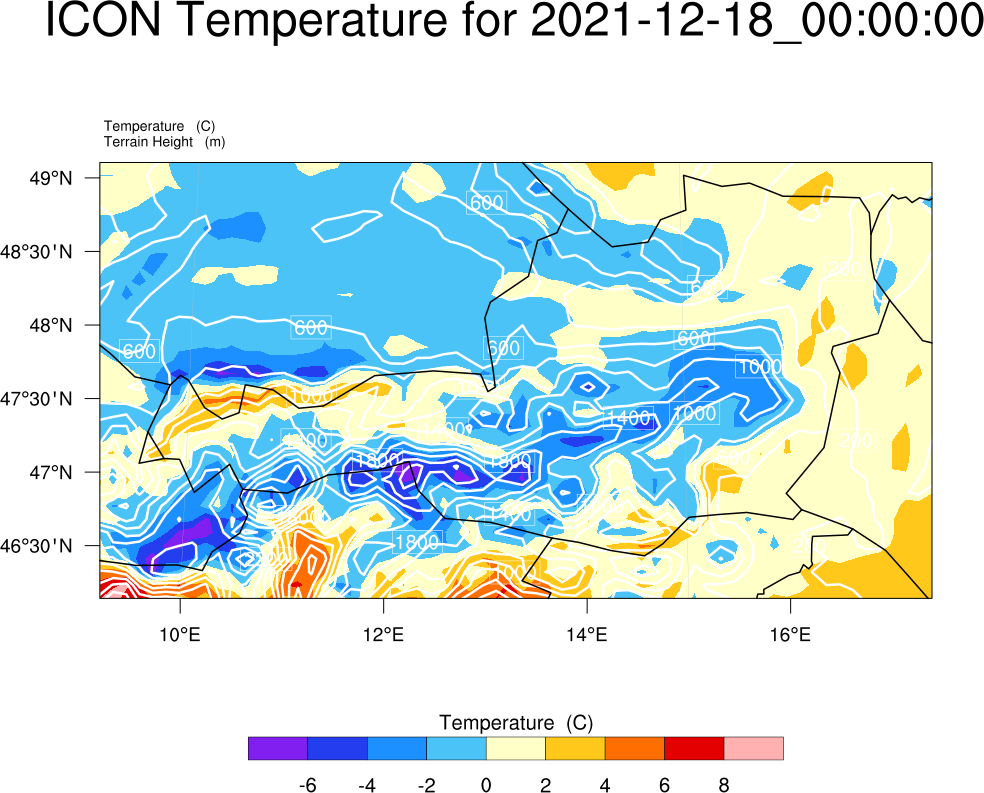 ICON Temperature for 2021-12-18_00:00:00
Temperature (C)
Terrain Height (m)
49°N
600
48°30'N
200
600
48°N
600
600
600
600
1000
47°30'N
1000
1400
1000
47°N
1800
1800
1400
46°30'N
1800
10°E
12°E
14°E
16°E
Temperature (C)
-6 -4 -2 0 2 4 6 8